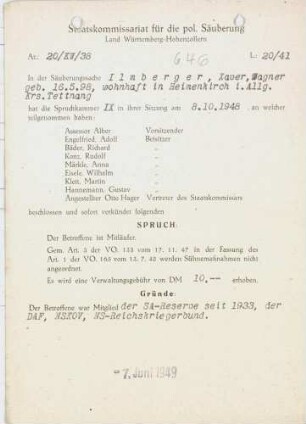 Staatskommissariat für die pol. Säuberung
Land Württemberg-Hohenzollern
Az.: 20/KW/38
646
L: 20/41
In der Säuberungssache Ilnberger, Xaver, Wagner
geb. 16.5.98, wohnhaft in Heimenkirch i.Allg.
Krs.Tettnang
hat die Spruchkammer IX in ihrer Sitzung am 8.10.1948, an welcher
teilgenommen haben:
Assessor Albor Vorsitzender
Engelfried, Adolf Beisitzer
Bäder, Richard "
Konz, Rudolf "
Märkle, Anna "
Eisele, Wilhelm "
Klett, Martin "
Hannemann, Gustav "
Angestellter Otto Hager Vertreter des Staatskommissars
beschlossen und sofort verkündet folgenden
SPRUCH:
Der Betroffene ist Mitläufer.
Gem. Art. 2 der VO. 133 vom 17. 11. 47 in der Fassung des
Art. 1 der VO. 165 vom 13. 7. 48 werden Sühnemaßnahmen nicht
angeordnet
Es wird eine Verwaltungsgebühr von DM 10.-- erhoben.
Gründe:
Der Betroffene war Mitglied der SA-Reserve seit 1933, der
DAF, NSKOV, NS-Reichskriegerbund.
-7. Juni 1949